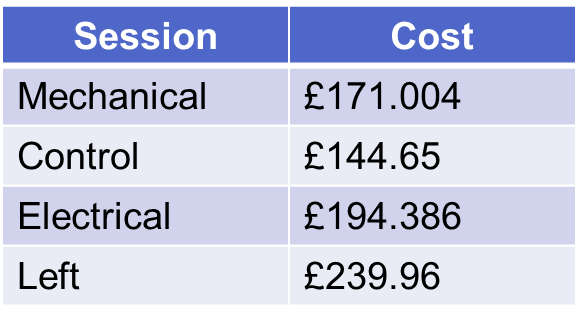 Session Cost
Mechanical £171.004
Control £144.65
Electrical £194.386
Left £239.96